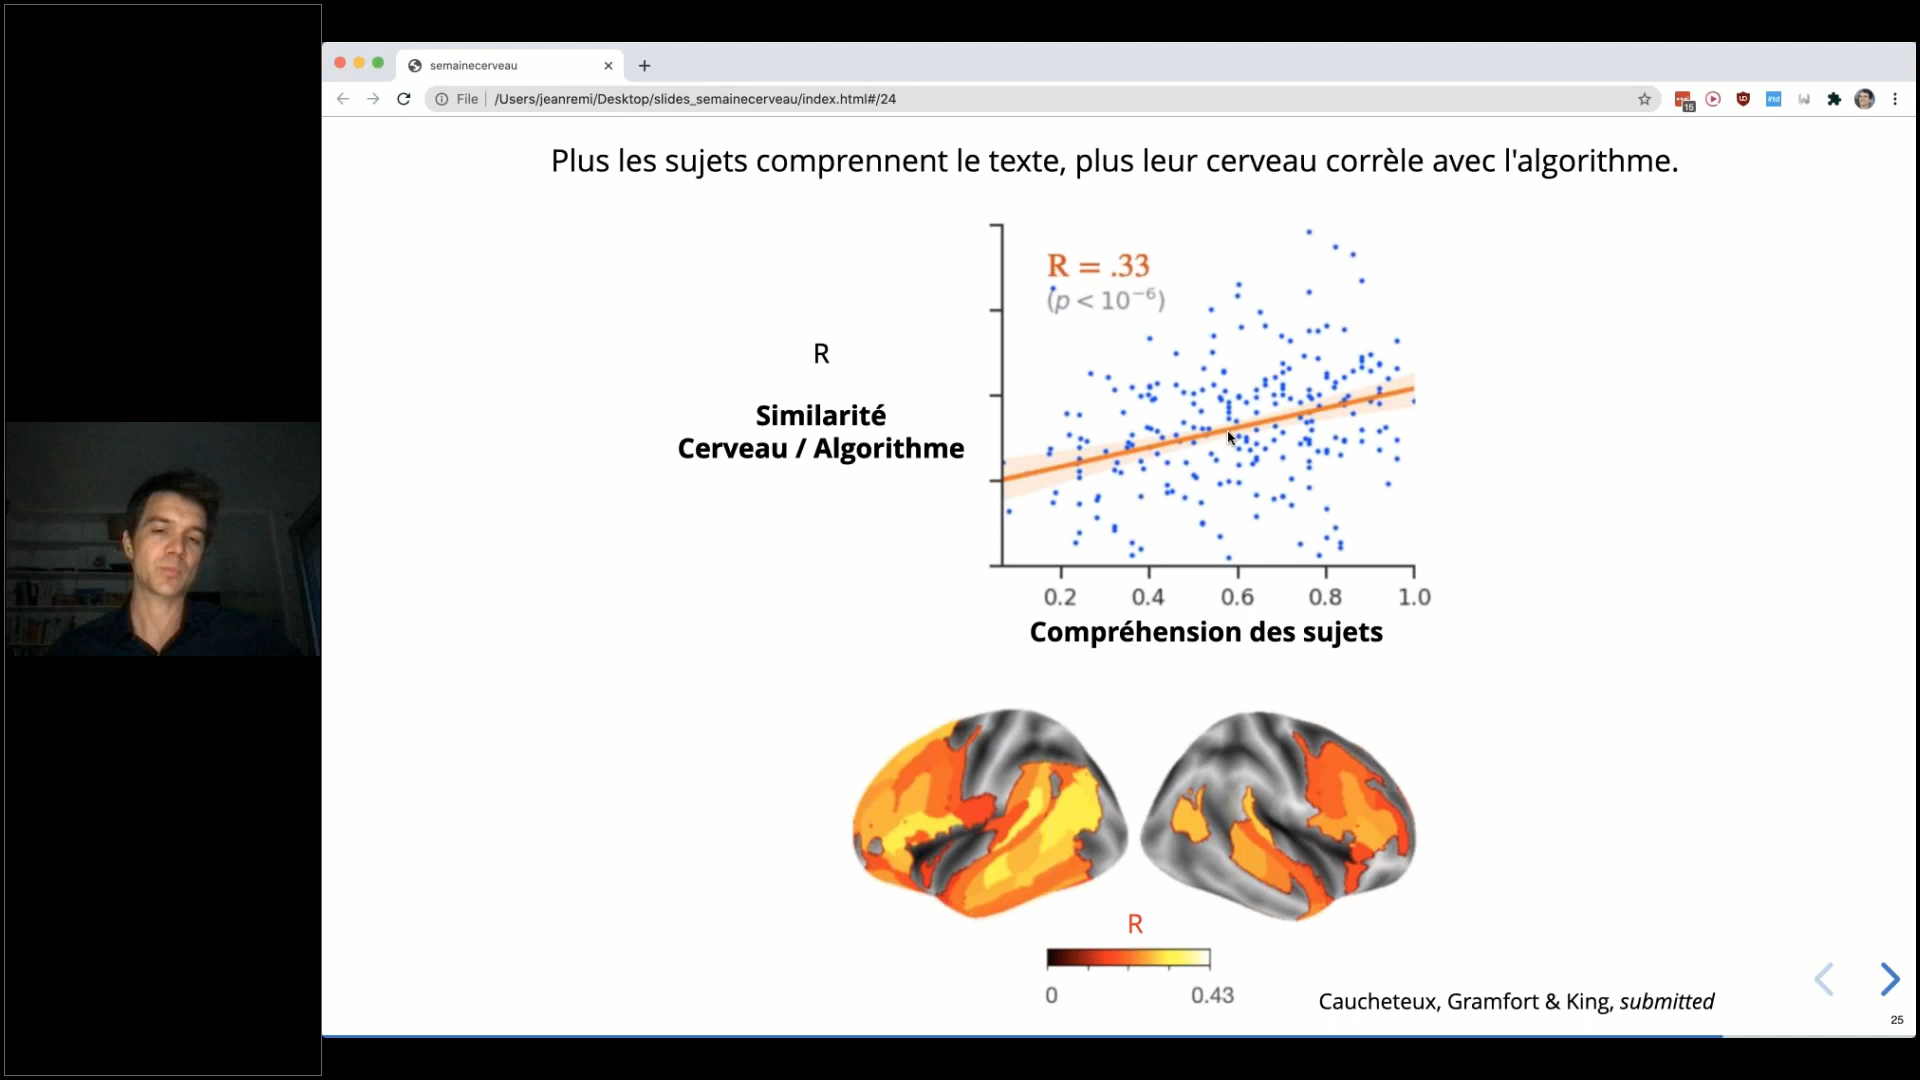 semainecerveau
File
/Users/jeanremi/Desktop/slides_semainecerveau/index.html#/24
15
Plus les sujets comprennent le texte, plus leur cerveau corrèle avec l'algorithme.
R = .33
(p < 10⁻⁶)
R
Similarité
Cerveau / Algorithme
0.2 0.4 0.6 0.8 1.0
Compréhension des sujets
R
0 0.43
Caucheteux, Gramfort & King, submitted
25